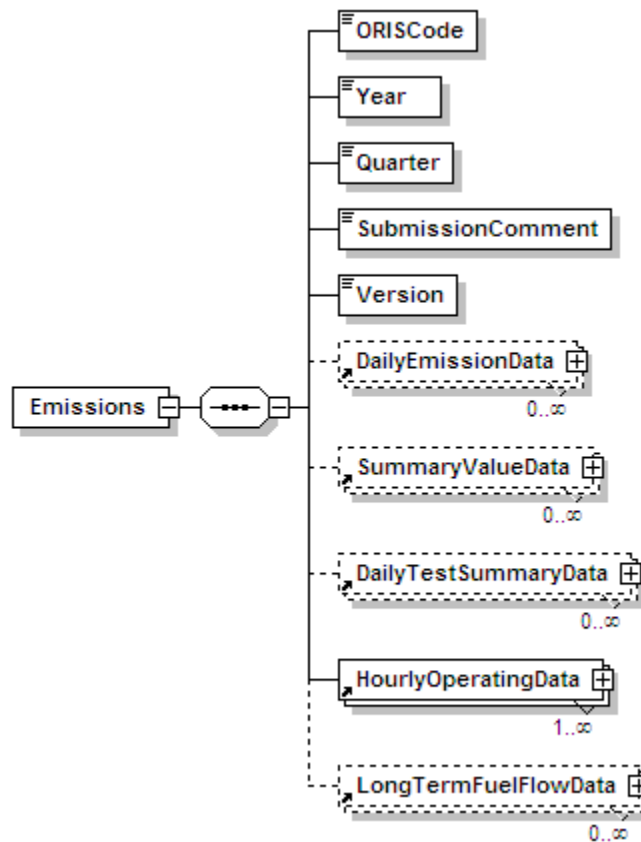 ORISCode
Year
Quarter
SubmissionComment
Version
DailyEmissionData
0..∞
Emissions
SummaryValueData
0..∞
DailyTestSummaryData
0..∞
HourlyOperatingData
1..∞
LongTermFuelFlowData
0..∞